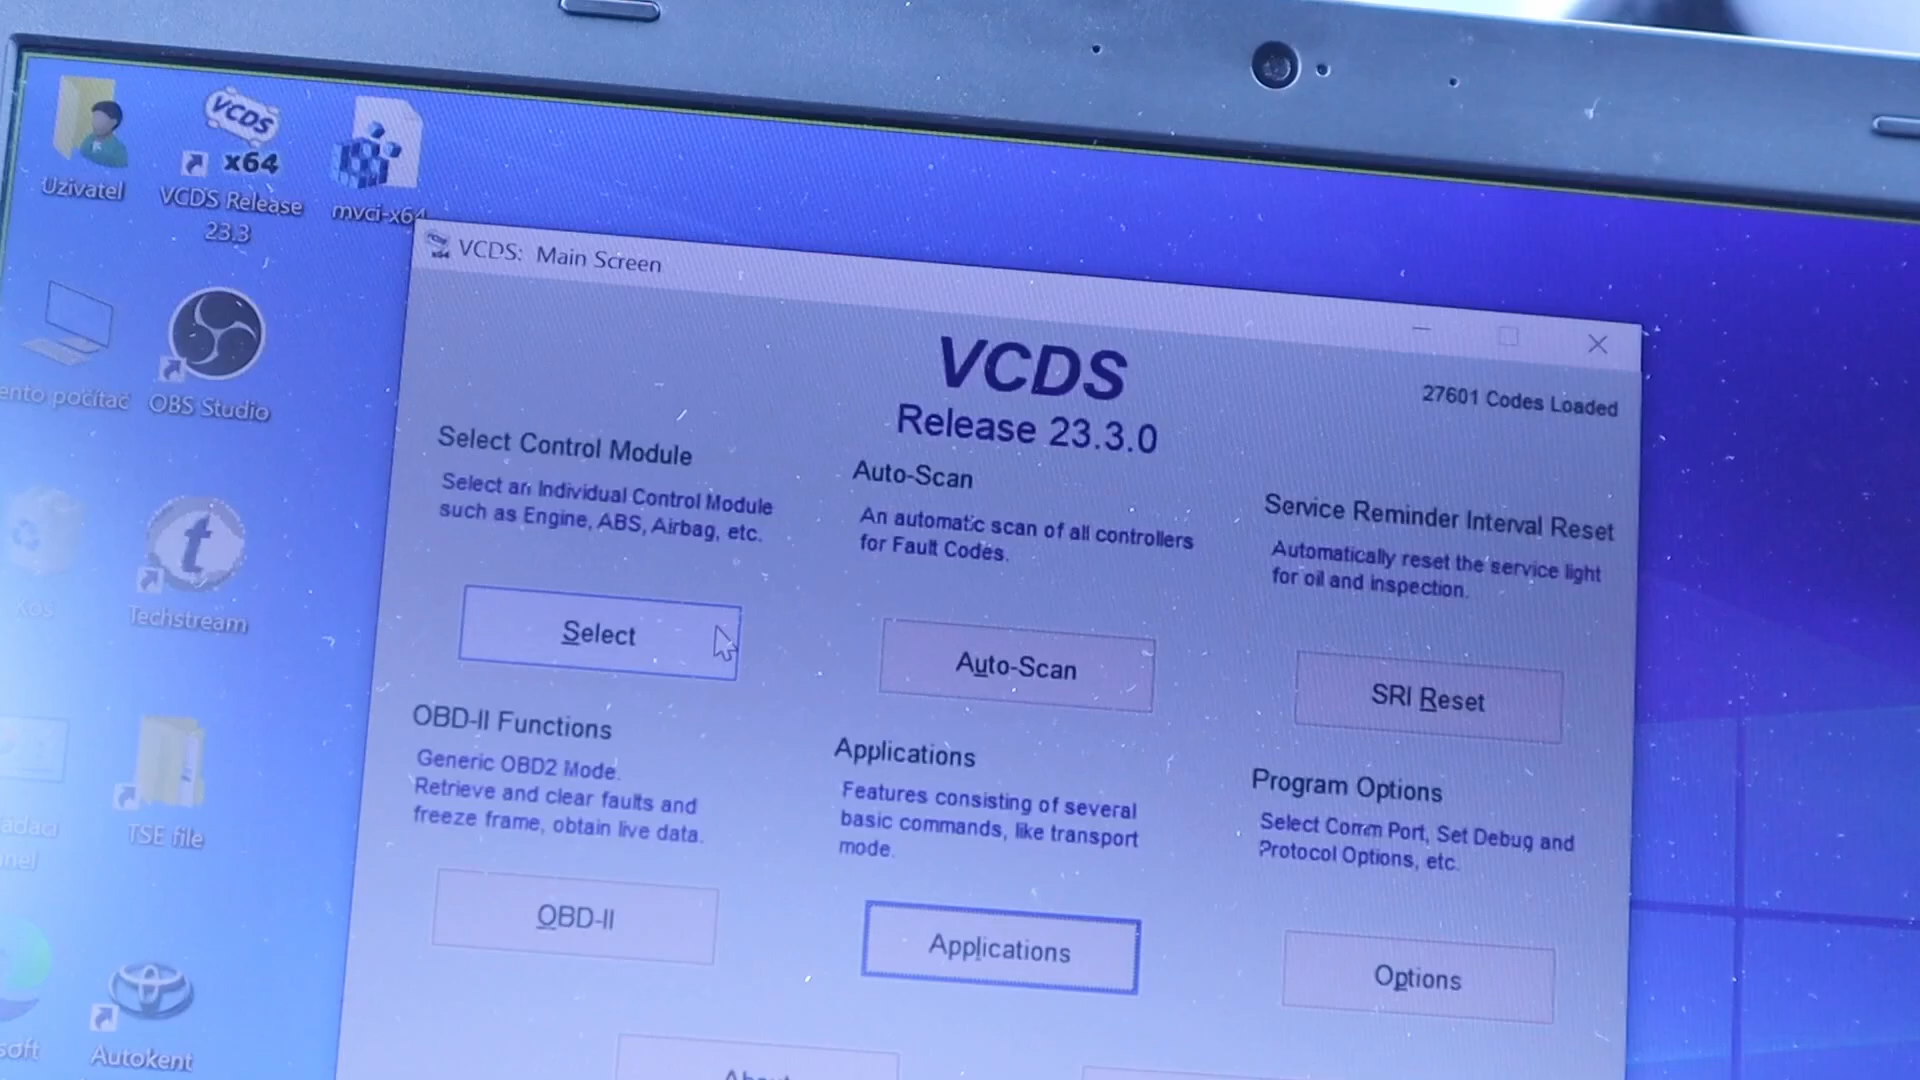 Uzivatel
VCDS
x64
VCDS Release
23.3
mvci-x64
OBS Studio
t
Techstream
Kos
TSE file
Autokent
VCDS: Main Screen
VCDS
Release 23.3.0
27601 Codes Loaded
Select Control Module
Select an Individual Control Module
such as Engine, ABS, Airbag, etc.
Select
Auto-Scan
An automatic scan of all controllers
for Fault Codes.
Auto-Scan
Service Reminder Interval Reset
Automatically reset the service light
for oil and inspection.
SRI Reset
OBD-II Functions
Generic OBD2 Mode.
Retrieve and clear faults and
freeze frame, obtain live data.
OBD-II
Applications
Features consisting of several
basic commands, like transport
mode.
Applications
Program Options
Select Comm Port, Set Debug and
Protocol Options, etc.
Options